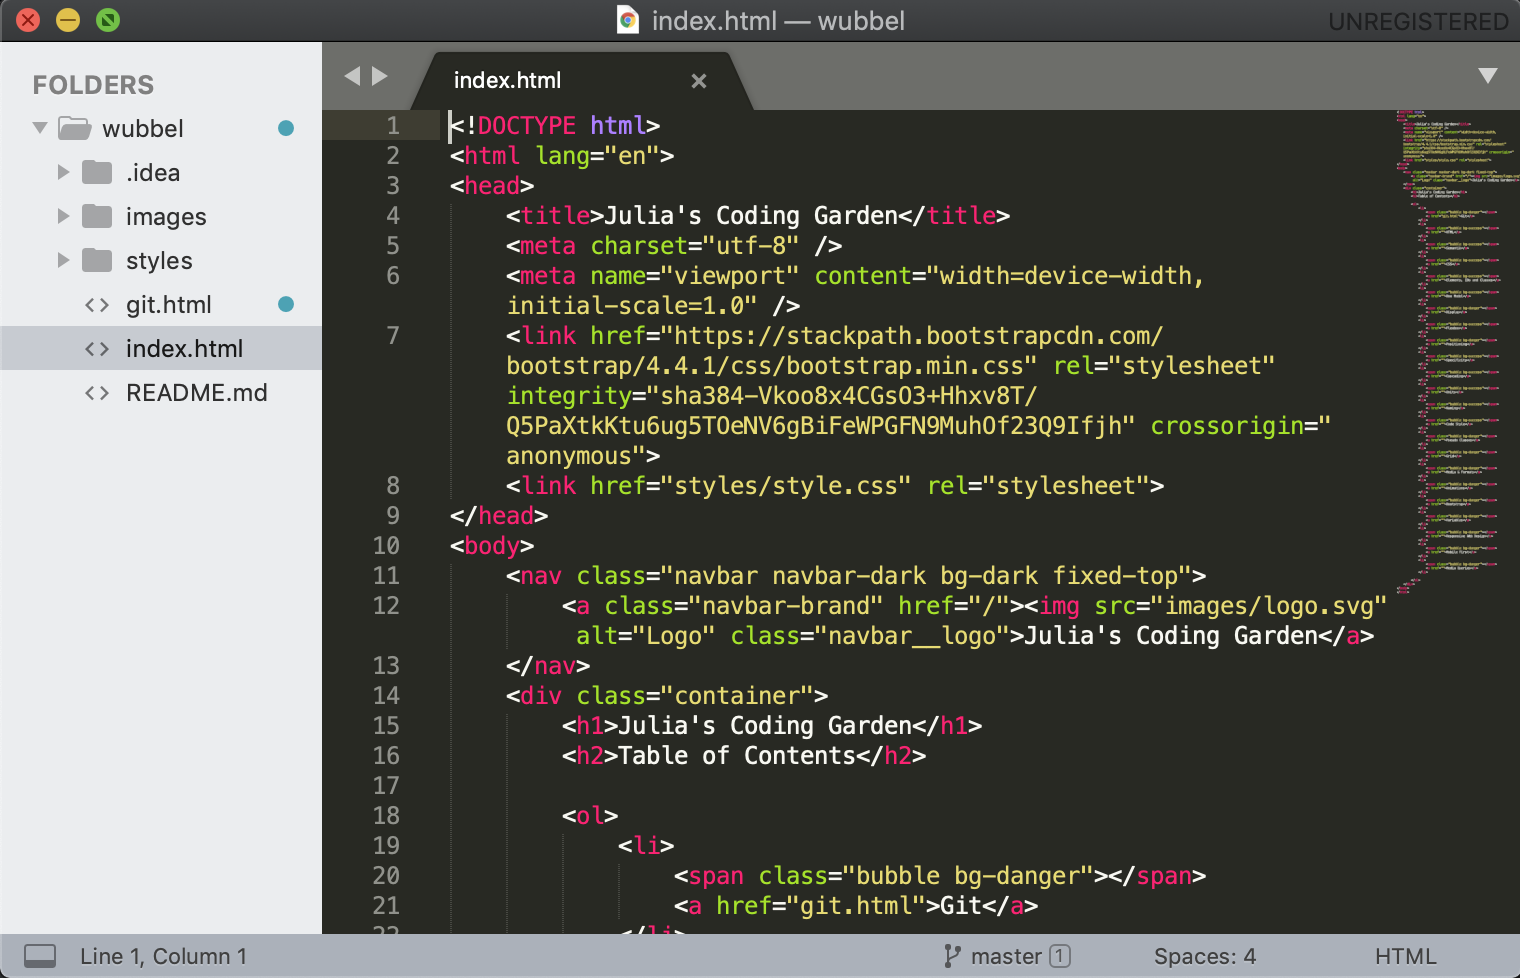 index.html — wubbel
UNREGISTERED
FOLDERS
wubbel
.idea
images
styles
git.html
index.html
README.md
index.html
1 <!DOCTYPE html>
2 <html lang="en">
3 <head>
4 <title>Julia's Coding Garden</title>
5 <meta charset="utf-8" />
6 <meta name="viewport" content="width=device-width,
initial-scale=1.0" />
7 <link href="https://stackpath.bootstrapcdn.com/
bootstrap/4.4.1/css/bootstrap.min.css" rel="stylesheet"
integrity="sha384-Vkoo8x4CGsO3+Hhxv8T/
Q5PaXtkKtu6ug5TOeNV6gBiFeWPGFN9MuhOf23Q9Ifjh" crossorigin="
anonymous">
8 <link href="styles/style.css" rel="stylesheet">
9 </head>
10 <body>
11 <nav class="navbar navbar-dark bg-dark fixed-top">
12 <a class="navbar-brand" href="/"><img src="images/logo.svg"
alt="Logo" class="navbar__logo">Julia's Coding Garden</a>
13 </nav>
14 <div class="container">
15 <h1>Julia's Coding Garden</h1>
16 <h2>Table of Contents</h2>
17
18 <ol>
19 <li>
20 <span class="bubble bg-danger"></span>
21 <a href="git.html">Git</a>
22 </li>
Line 1, Column 1
master 1
Spaces: 4
HTML